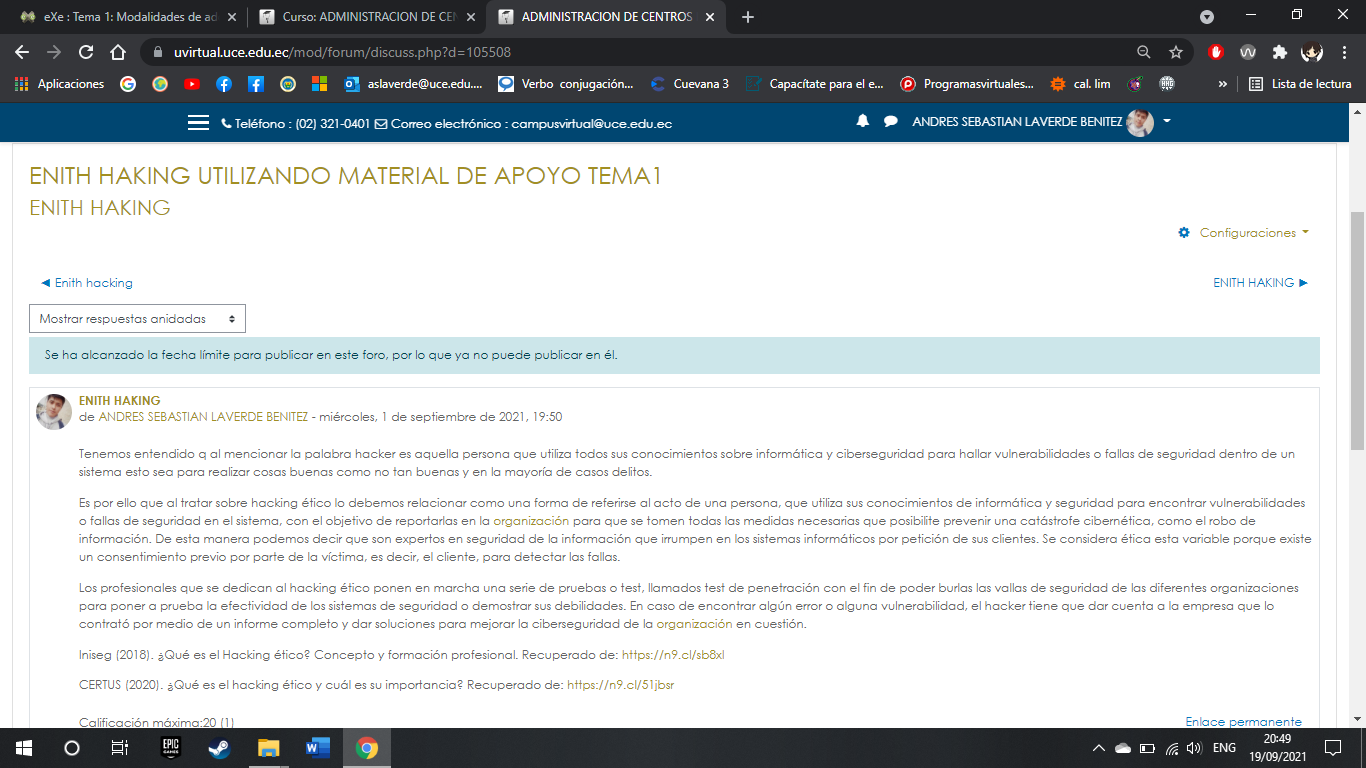 eXe : Tema 1: Modalidades de ad
Curso: ADMINISTRACION DE CEN
ADMINISTRACION DE CENTROS
uvirtual.uce.edu.ec/mod/forum/discuss.php?d=105508
Aplicaciones
aslaverde@uce.edu....
Verbo conjugación...
Cuevana 3
Capacítate para el e...
Programasvirtuales...
cal. lim
»
Lista de lectura
Teléfono : (02) 321-0401 Correo electrónico : campusvirtual@uce.edu.ec
ANDRES SEBASTIAN LAVERDE BENITEZ
ENITH HAKING UTILIZANDO MATERIAL DE APOYO TEMA1
ENITH HAKING
Configuraciones
◄ Enith hacking
ENITH HAKING ►
Mostrar respuestas anidadas
Se ha alcanzado la fecha límite para publicar en este foro, por lo que ya no puede publicar en él.
ENITH HAKING
de ANDRES SEBASTIAN LAVERDE BENITEZ - miércoles, 1 de septiembre de 2021, 19:50
Tenemos entendido q al mencionar la palabra hacker es aquella persona que utiliza todos sus conocimientos sobre informática y ciberseguridad para hallar vulnerabilidades o fallas de seguridad dentro de un
sistema esto sea para realizar cosas buenas como no tan buenas y en la mayoría de casos delitos.
Es por ello que al tratar sobre hacking ético lo debemos relacionar como una forma de referirse al acto de una persona, que utiliza sus conocimientos de informática y seguridad para encontrar vulnerabilidades
o fallas de seguridad en el sistema, con el objetivo de reportarlas en la organización para que se tomen todas las medidas necesarias que posibilite prevenir una catástrofe cibernética, como el robo de
información. De esta manera podemos decir que son expertos en seguridad de la información que irrumpen en los sistemas informáticos por petición de sus clientes. Se considera ética esta variable porque existe
un consentimiento previo por parte de la víctima, es decir, el cliente, para detectar las fallas.
Los profesionales que se dedican al hacking ético ponen en marcha una serie de pruebas o test, llamados test de penetración con el fin de poder burlas las vallas de seguridad de las diferentes organizaciones
para poner a prueba la efectividad de los sistemas de seguridad o demostrar sus debilidades. En caso de encontrar algún error o alguna vulnerabilidad, el hacker tiene que dar cuenta a la empresa que lo
contrató por medio de un informe completo y dar soluciones para mejorar la ciberseguridad de la organización en cuestión.
Iniseg (2018). ¿Qué es el Hacking ético? Concepto y formación profesional. Recuperado de: https://n9.cl/sb8xl
CERTUS (2020). ¿Qué es el hacking ético y cuál es su importancia? Recuperado de: https://n9.cl/51jbsr
Calificación máxima:20 (1)
Enlace permanente
EPIC GAMES
ENG
20:49
19/09/2021